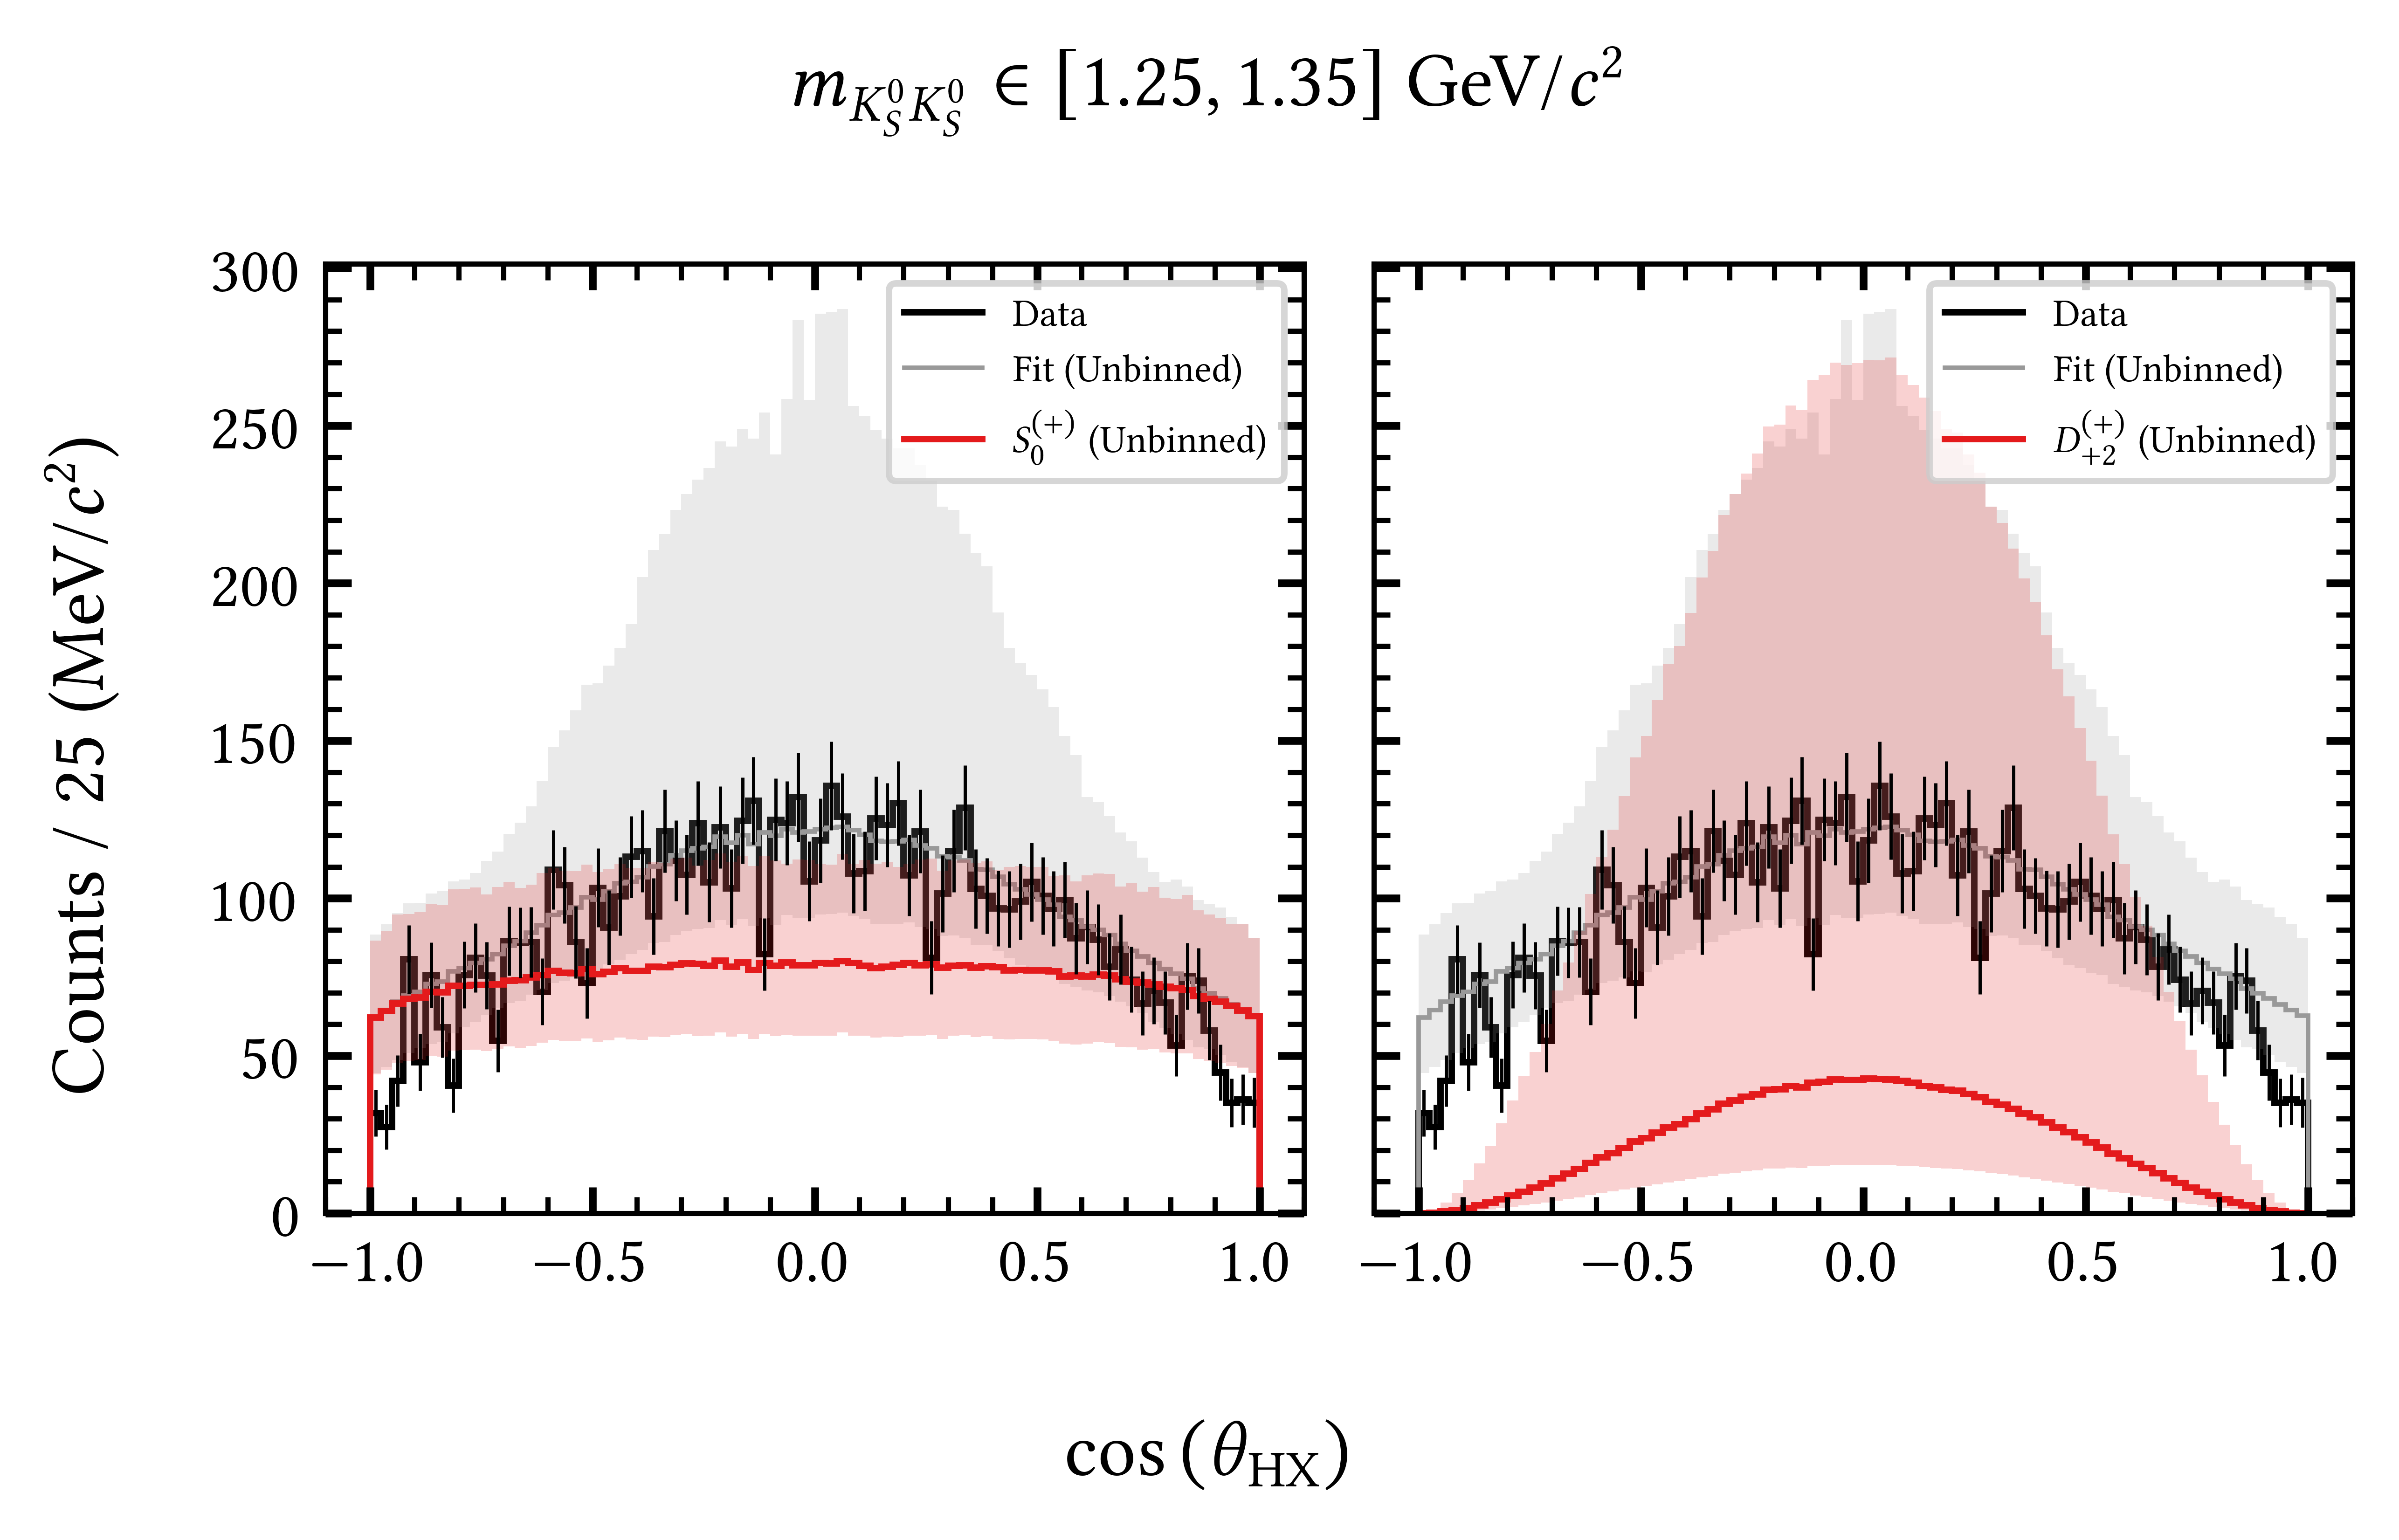 m_{K_S^0 K_S^0} ∈ [1.25, 1.35] GeV/c²
Counts / 25 (MeV/c²)
300
250
200
150
100
50
0
Data
Fit (Unbinned)
S_0^{(+)} (Unbinned)
−1.0 −0.5 0.0 0.5 1.0
Data
Fit (Unbinned)
D_{+2}^{(+)} (Unbinned)
−1.0 −0.5 0.0 0.5 1.0
cos (θ_HX)